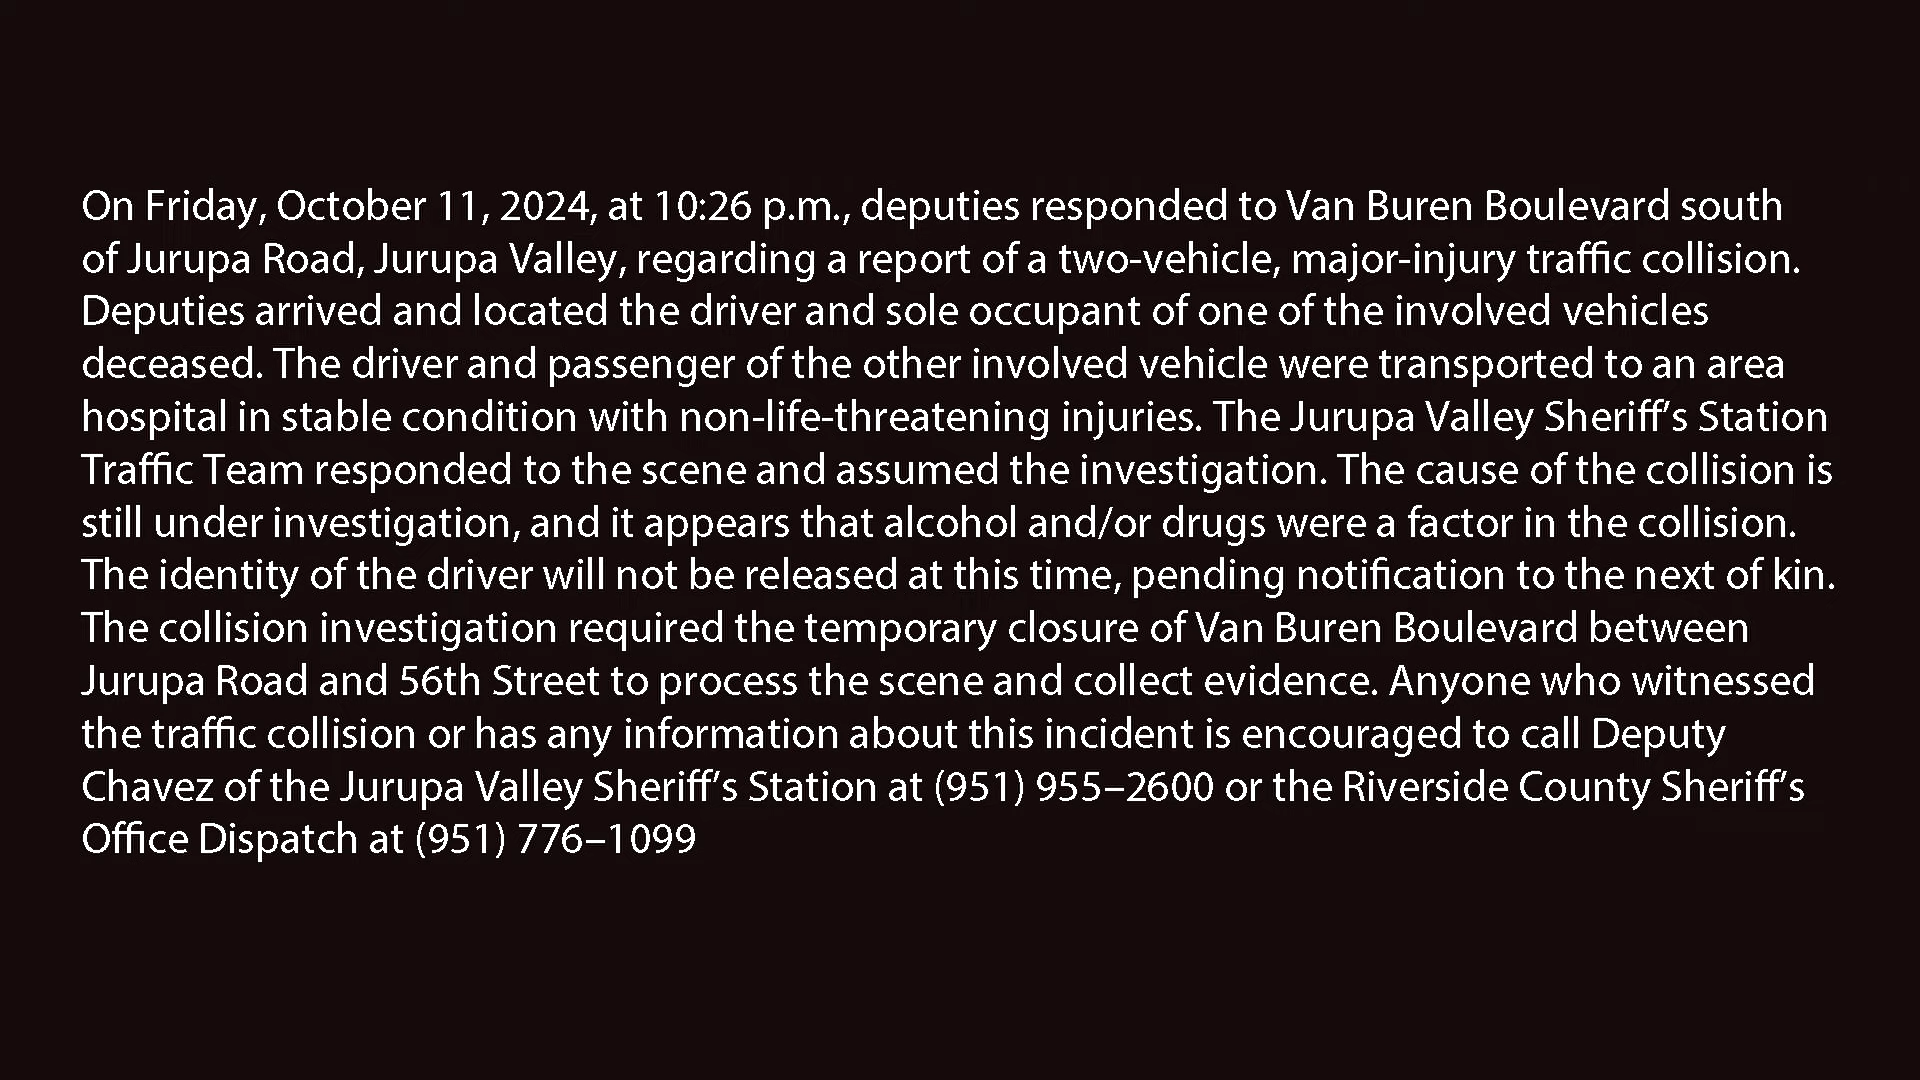 On Friday, October 11, 2024, at 10:26 p.m., deputies responded to Van Buren Boulevard south
of Jurupa Road, Jurupa Valley, regarding a report of a two-vehicle, major-injury traffic collision.
Deputies arrived and located the driver and sole occupant of one of the involved vehicles
deceased. The driver and passenger of the other involved vehicle were transported to an area
hospital in stable condition with non-life-threatening injuries. The Jurupa Valley Sheriff’s Station
Traffic Team responded to the scene and assumed the investigation. The cause of the collision is
still under investigation, and it appears that alcohol and/or drugs were a factor in the collision.
The identity of the driver will not be released at this time, pending notification to the next of kin.
The collision investigation required the temporary closure of Van Buren Boulevard between
Jurupa Road and 56th Street to process the scene and collect evidence. Anyone who witnessed
the traffic collision or has any information about this incident is encouraged to call Deputy
Chavez of the Jurupa Valley Sheriff’s Station at (951) 955–2600 or the Riverside County Sheriff’s
Office Dispatch at (951) 776–1099